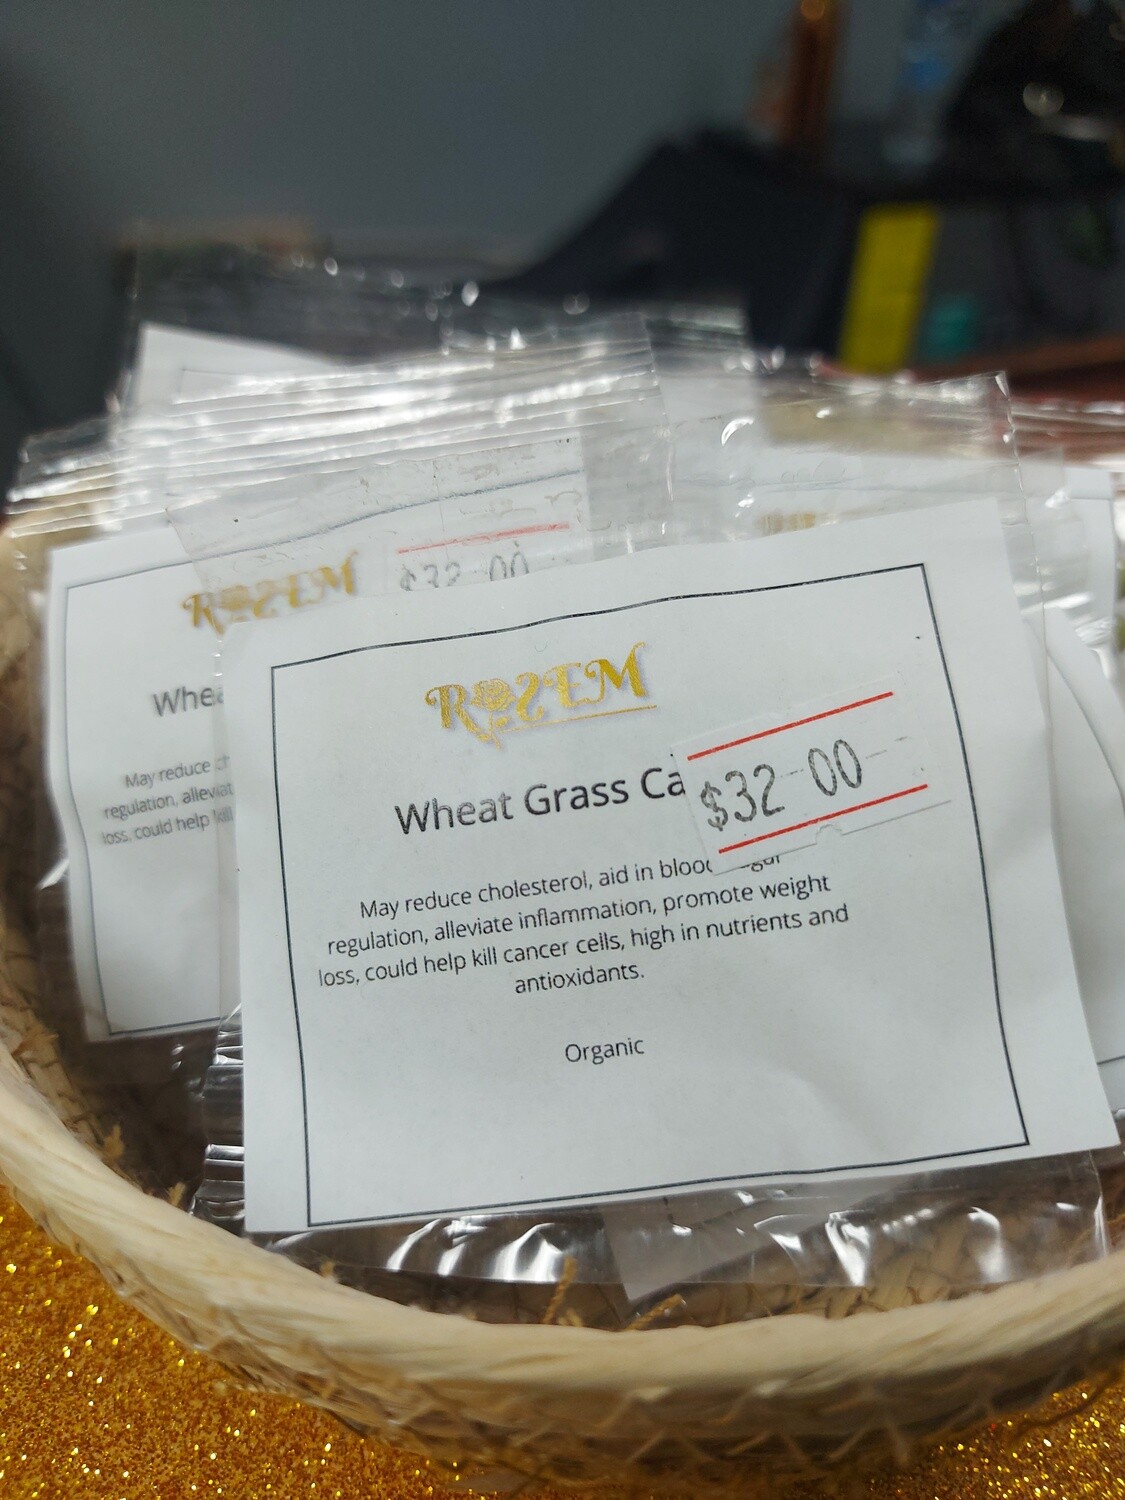 $32 00
ROSEM
Whea
May reduce ch
regulation, alleviat
loss, could help kill
ROSEM
Wheat Grass Ca
$32 00
May reduce cholesterol, aid in blood
regulation, alleviate inflammation, promote weight
loss, could help kill cancer cells, high in nutrients and
antioxidants.
Organic